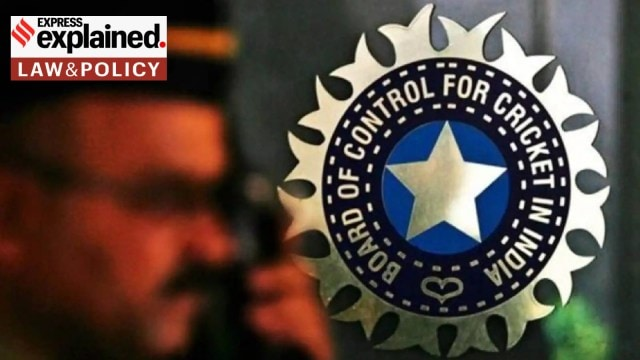 EXPRESS
explained.
LAW&POLICY
BOARD OF CONTROL FOR CRICKET IN INDIA